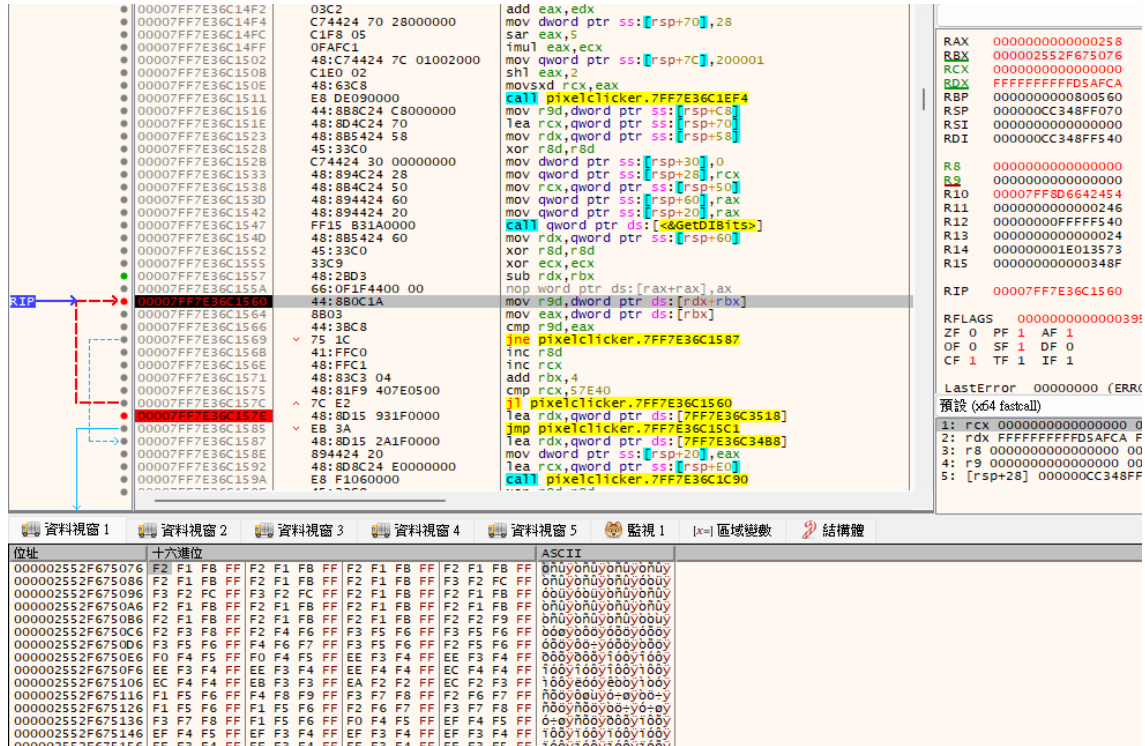 00007FF7E36C14F2 03C2 add eax,edx
00007FF7E36C14F4 C74424 70 28000000 mov dword ptr ss:[rsp+70],28
00007FF7E36C14FC C1F8 05 sar eax,5
00007FF7E36C14FF 0FAFC1 imul eax,ecx
00007FF7E36C1502 48:C74424 7C 01002000 mov qword ptr ss:[rsp+7C],200001
00007FF7E36C150B C1E0 02 shl eax,2
00007FF7E36C150E 48:63C8 movsxd rcx,eax
00007FF7E36C1511 E8 DE090000 call pixelclicker.7FF7E36C1EF4
00007FF7E36C1516 44:8B8C24 C8000000 mov r9d,dword ptr ss:[rsp+C8]
00007FF7E36C151E 48:8D4C24 70 lea rcx,qword ptr ss:[rsp+70]
00007FF7E36C1523 48:8B5424 58 mov rdx,qword ptr ss:[rsp+58]
00007FF7E36C1528 45:33C0 xor r8d,r8d
00007FF7E36C152B C74424 30 00000000 mov dword ptr ss:[rsp+30],0
00007FF7E36C1533 48:894C24 28 mov qword ptr ss:[rsp+28],rcx
00007FF7E36C1538 48:8B4C24 50 mov rcx,qword ptr ss:[rsp+50]
00007FF7E36C153D 48:894424 60 mov qword ptr ss:[rsp+60],rax
00007FF7E36C1542 48:894424 20 mov qword ptr ss:[rsp+20],rax
00007FF7E36C1547 FF15 B31A0000 call qword ptr ds:[<&GetDIBits>]
00007FF7E36C154D 48:8B5424 60 mov rdx,qword ptr ss:[rsp+60]
00007FF7E36C1552 45:33C0 xor r8d,r8d
00007FF7E36C1555 33C9 xor ecx,ecx
00007FF7E36C1557 48:2BD3 sub rdx,rbx
00007FF7E36C155A 66:0F1F4400 00 nop word ptr ds:[rax+rax],ax
RIP 00007FF7E36C1560 44:8B0C1A mov r9d,dword ptr ds:[rdx+rbx]
00007FF7E36C1564 8B03 mov eax,dword ptr ds:[rbx]
00007FF7E36C1566 44:3BC8 cmp r9d,eax
00007FF7E36C1569 75 1C jne pixelclicker.7FF7E36C1587
00007FF7E36C156B 41:FFC0 inc r8d
00007FF7E36C156E 48:FFC1 inc rcx
00007FF7E36C1571 48:83C3 04 add rbx,4
00007FF7E36C1575 48:81F9 407E0500 cmp rcx,57E40
00007FF7E36C157C 7C E2 jl pixelclicker.7FF7E36C1560
00007FF7E36C157E 48:8D15 931F0000 lea rdx,qword ptr ds:[7FF7E36C3518]
00007FF7E36C1585 EB 3A jmp pixelclicker.7FF7E36C15C1
00007FF7E36C1587 48:8D15 2A1F0000 lea rdx,qword ptr ds:[7FF7E36C34B8]
00007FF7E36C158E 894424 20 mov dword ptr ss:[rsp+20],eax
00007FF7E36C1592 48:8D8C24 E0000000 lea rcx,qword ptr ss:[rsp+E0]
00007FF7E36C159A E8 F1060000 call pixelclicker.7FF7E36C1C90
RAX 0000000000000258
RBX 000002552F675076
RCX 0000000000000000
RDX FFFFFFFFFFD5AFCA
RBP 0000000000800560
RSP 000000CC348FF070
RSI 0000000000000000
RDI 000000CC348FF540
R8 0000000000000000
R9 0000000000000000
R10 00007FF8D6642454
R11 0000000000000246
R12 00000000FFFFF540
R13 0000000000000024
R14 000000001E013573
R15 000000000000348F
RIP 00007FF7E36C1560
RFLAGS 0000000000000395
ZF 0 PF 1 AF 1
OF 0 SF 1 DF 0
CF 1 TF 1 IF 1
LastError 00000000 (ERRO
預設 (x64 fastcall)
1: rcx 0000000000000000 0
2: rdx FFFFFFFFFFD5AFCA F
3: r8 0000000000000000 00
4: r9 0000000000000000 00
5: [rsp+28] 000000CC348FF
資料視窗 1 資料視窗 2 資料視窗 3 資料視窗 4 資料視窗 5 監視 1 [x=] 區域變數 結構體
位址 十六進位 ASCII
000002552F675076 F2 F1 FB FF F2 F1 FB FF F2 F1 FB FF F2 F1 FB FF òñûÿòñûÿòñûÿòñûÿ
000002552F675086 F2 F1 FB FF F2 F1 FB FF F2 F1 FB FF F3 F2 FC FF òñûÿòñûÿòñûÿóòüÿ
000002552F675096 F3 F2 FC FF F3 F2 FC FF F2 F1 FB FF F2 F1 FB FF óòüÿóòüÿòñûÿòñûÿ
000002552F6750A6 F2 F1 FB FF F2 F1 FB FF F2 F1 FB FF F2 F1 FB FF òñûÿòñûÿòñûÿòñûÿ
000002552F6750B6 F2 F1 FB FF F2 F1 FB FF F2 F1 FB FF F2 F2 F9 FF òñûÿòñûÿòñûÿòòùÿ
000002552F6750C6 F2 F3 F8 FF F2 F4 F6 FF F3 F5 F6 FF F3 F5 F6 FF òóøÿòôöÿóõöÿóõöÿ
000002552F6750D6 F3 F5 F6 FF F4 F6 F7 FF F3 F5 F6 FF F2 F5 F6 FF óõöÿôö÷ÿóõöÿòõöÿ
000002552F6750E6 F0 F4 F5 FF F0 F4 F5 FF EE F3 F4 FF EE F3 F4 FF ðôõÿðôõÿîóôÿîóôÿ
000002552F6750F6 EE F3 F4 FF EE F3 F4 FF EE F4 F4 FF EC F4 F4 FF îóôÿîóôÿîôôÿìôôÿ
000002552F675106 EC F4 F4 FF EB F3 F3 FF EA F2 F2 FF EC F2 F3 FF ìôôÿëóóÿêòòÿìòóÿ
000002552F675116 F1 F5 F6 FF F4 F8 F9 FF F3 F7 F8 FF F2 F6 F7 FF ñõöÿôøùÿó÷øÿòö÷ÿ
000002552F675126 F1 F5 F6 FF F1 F5 F6 FF F2 F6 F7 FF F3 F7 F8 FF ñõöÿñõöÿòö÷ÿó÷øÿ
000002552F675136 F3 F7 F8 FF F1 F5 F6 FF F0 F4 F5 FF EF F4 F5 FF ó÷øÿñõöÿðôõÿïôõÿ
000002552F675146 EF F4 F5 FF EF F3 F4 FF EF F3 F4 FF EF F3 F4 FF ïôõÿïóôÿïóôÿïóôÿ